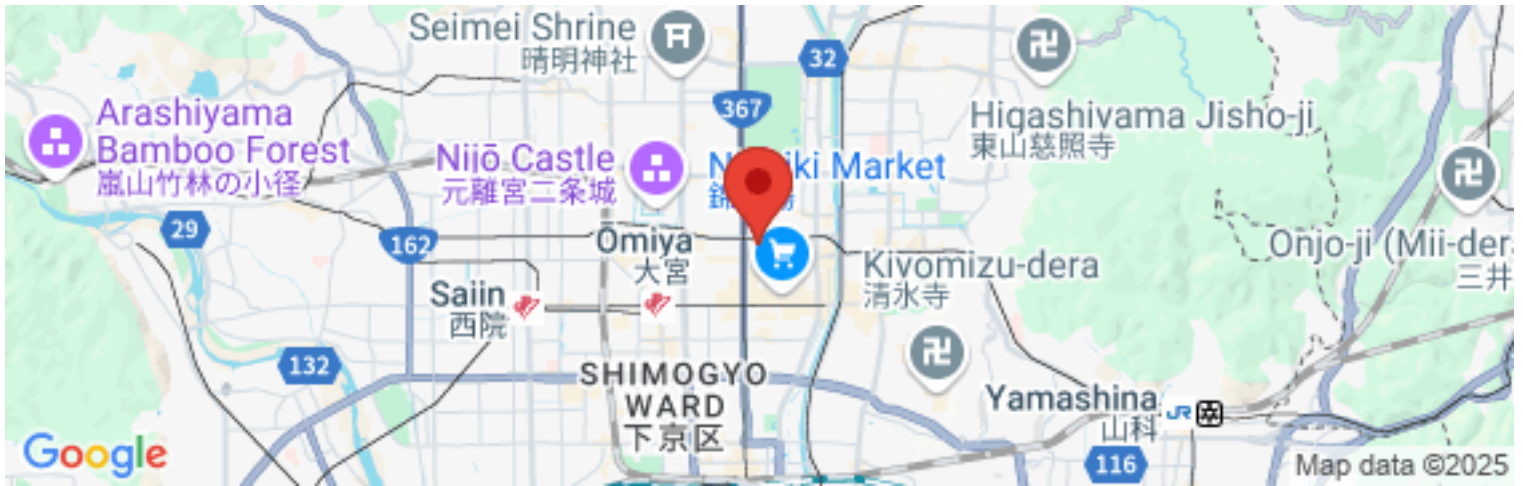 Seimei Shrine
晴明神社
32
367
Arashiyama
Bamboo Forest
嵐山竹林の小径
Higashiyama Jisho-ji
東山慈照寺
Nijō Castle
元離宮二条城
Market
29
162
Ōmiya
大宮
Onjo-ji (Mii-dera
三井
Kiyomizu-dera
清水寺
Saiin
西院
132
SHIMOGYO
WARD
下京区
Yamashina
山科
JR
116
Google
Map data ©2025